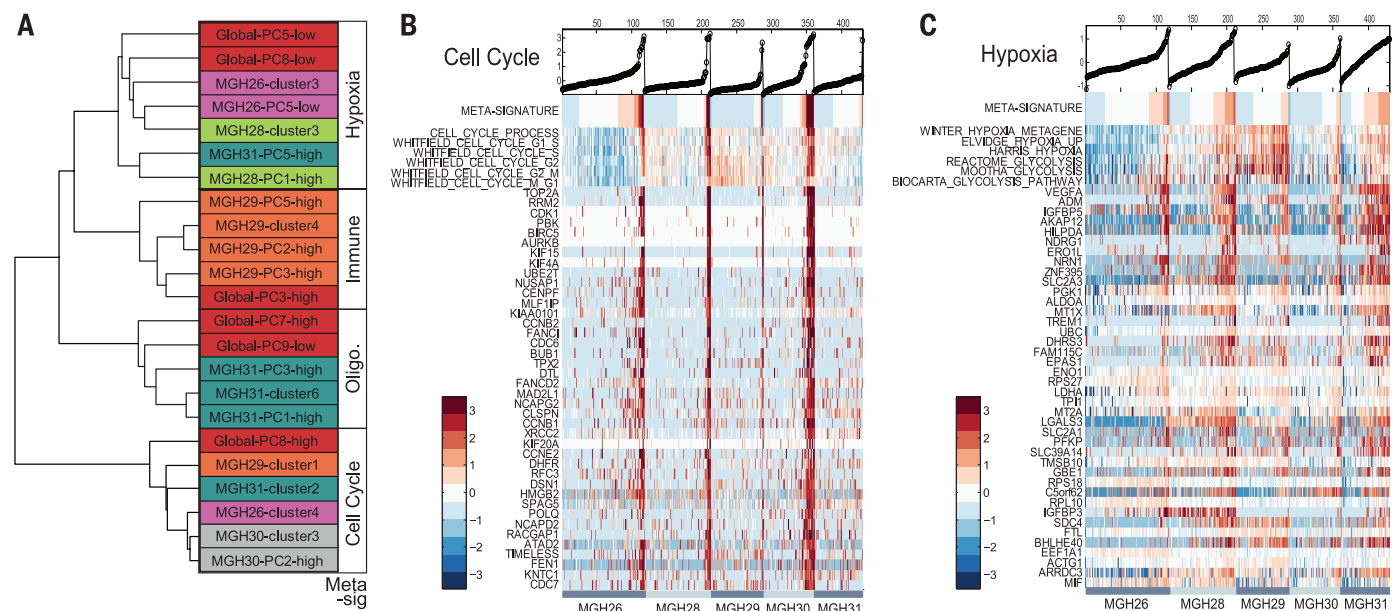 A
Global-PC5-low
Global-PC8-low
MGH26-cluster3
MGH26-PC5-low
MGH28-cluster3
MGH31-PC5-high
MGH28-PC1-high
MGH29-PC5-high
MGH29-cluster4
MGH29-PC2-high
MGH29-PC3-high
Global-PC3-high
Global-PC7-high
Global-PC9-low
MGH31-PC3-high
MGH31-cluster6
MGH31-PC1-high
Global-PC8-high
MGH29-cluster1
MGH31-cluster2
MGH26-cluster4
MGH30-cluster3
MGH30-PC2-high
Hypoxia
Immune
Oligo.
Cell Cycle
Meta
-sig
B
Cell Cycle
50 100 150 200 250 300 350 400
3
2
1
0
META-SIGNATURE
CELL_CYCLE_PROCESS
WHITFIELD_CELL_CYCLE_G1_S
WHITFIELD_CELL_CYCLE_S
WHITFIELD_CELL_CYCLE_G2
WHITFIELD_CELL_CYCLE_G2_M
WHITFIELD_CELL_CYCLE_M_G1
TOP2A
RRM2
CDK1
PBK
BIRC5
AURKB
KIF15
KIF4A
UBE2T
NUSAP1
CENPF
MLF1IP
KIAA0101
CCNB2
FANCI
CDC6
BUB1
TPX2
DTL
FANCD2
MAD2L1
NCAPG2
CLSPN
CCNB1
XRCC2
KIF20A
CCNE2
DHFR
RFC3
DSN1
HMGB2
SPAG5
POLQ
NCAPD2
RACGAP1
ATAD2
TIMELESS
FEN1
KNTC1
CDC7
3
2
1
0
−1
−2
−3
MGH26 MGH28 MGH29 MGH30 MGH31
C
Hypoxia
50 100 150 200 250 300 350 400
1
0
-1
META-SIGNATURE
WINTER_HYPOXIA_METAGENE
ELVIDGE_HYPOXIA_UP
HARRIS_HYPOXIA
REACTOME_GLYCOLYSIS
MOOTHA_GLYCOLYSIS
BIOCARTA_GLYCOLYSIS_PATHWAY
VEGFA
ADM
IGFBP5
AKAP12
HILPDA
NDRG1
ERO1L
NRN1
ZNF395
SLC2A3
PGK1
ALDOA
MT1X
TREM1
UBC
DHRS3
FAM115C
EPAS1
ENO1
RPS27
LDHA
TPI1
MT2A
LGALS3
SLC2A1
PFKP
SLC39A14
TMSB10
GBE1
RPS18
C5orf62
RPL10
IGFBP3
SDC4
FTL
BHLHE40
EEF1A1
ACTG1
ARRDC3
MIF
3
2
1
0
−1
−2
−3
MGH26 MGH28 MGH29 MGH30 MGH31